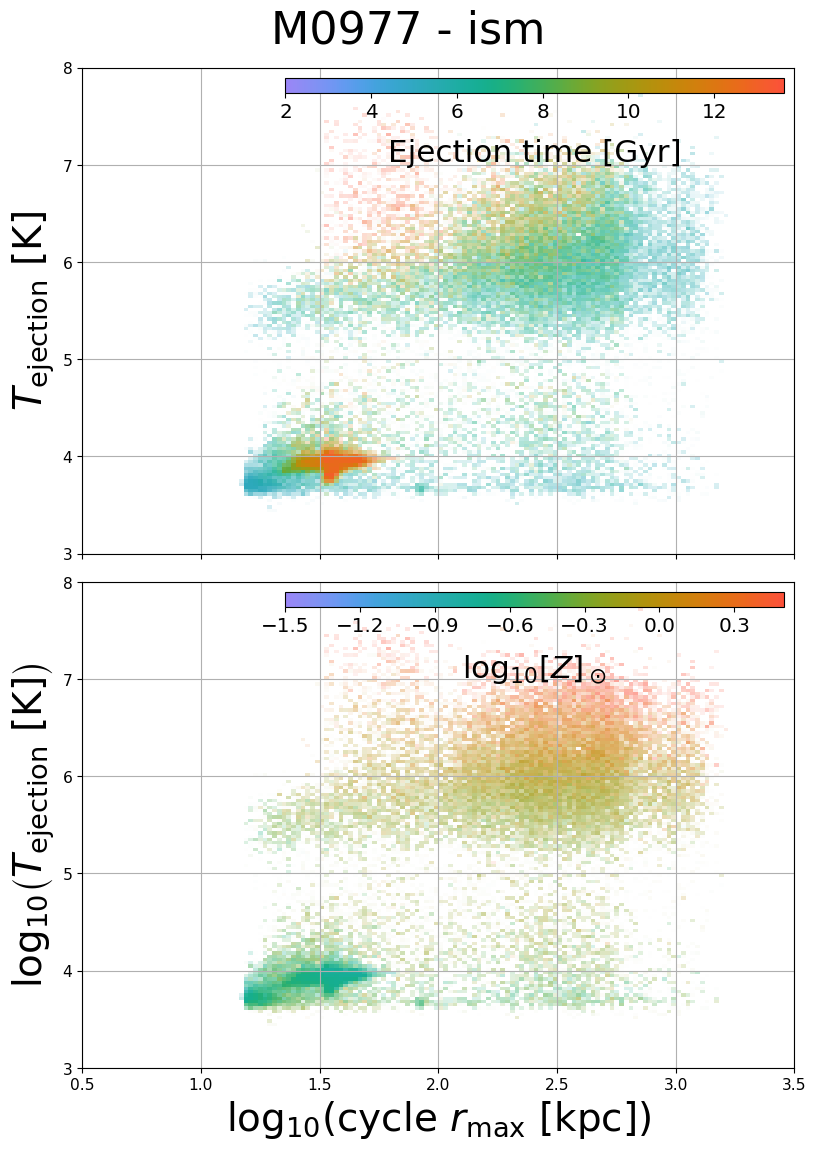 M0977 - ism
8
2 4 6 8 10 12
Ejection time [Gyr]
7
6
5
4
3
T_ejection [K]
8
−1.5 −1.2 −0.9 −0.6 −0.3 0.0 0.3
log₁₀[Z]_⊙
7
6
5
4
3
log₁₀(T_ejection [K])
0.5 1.0 1.5 2.0 2.5 3.0 3.5
log₁₀(cycle r_max [kpc])